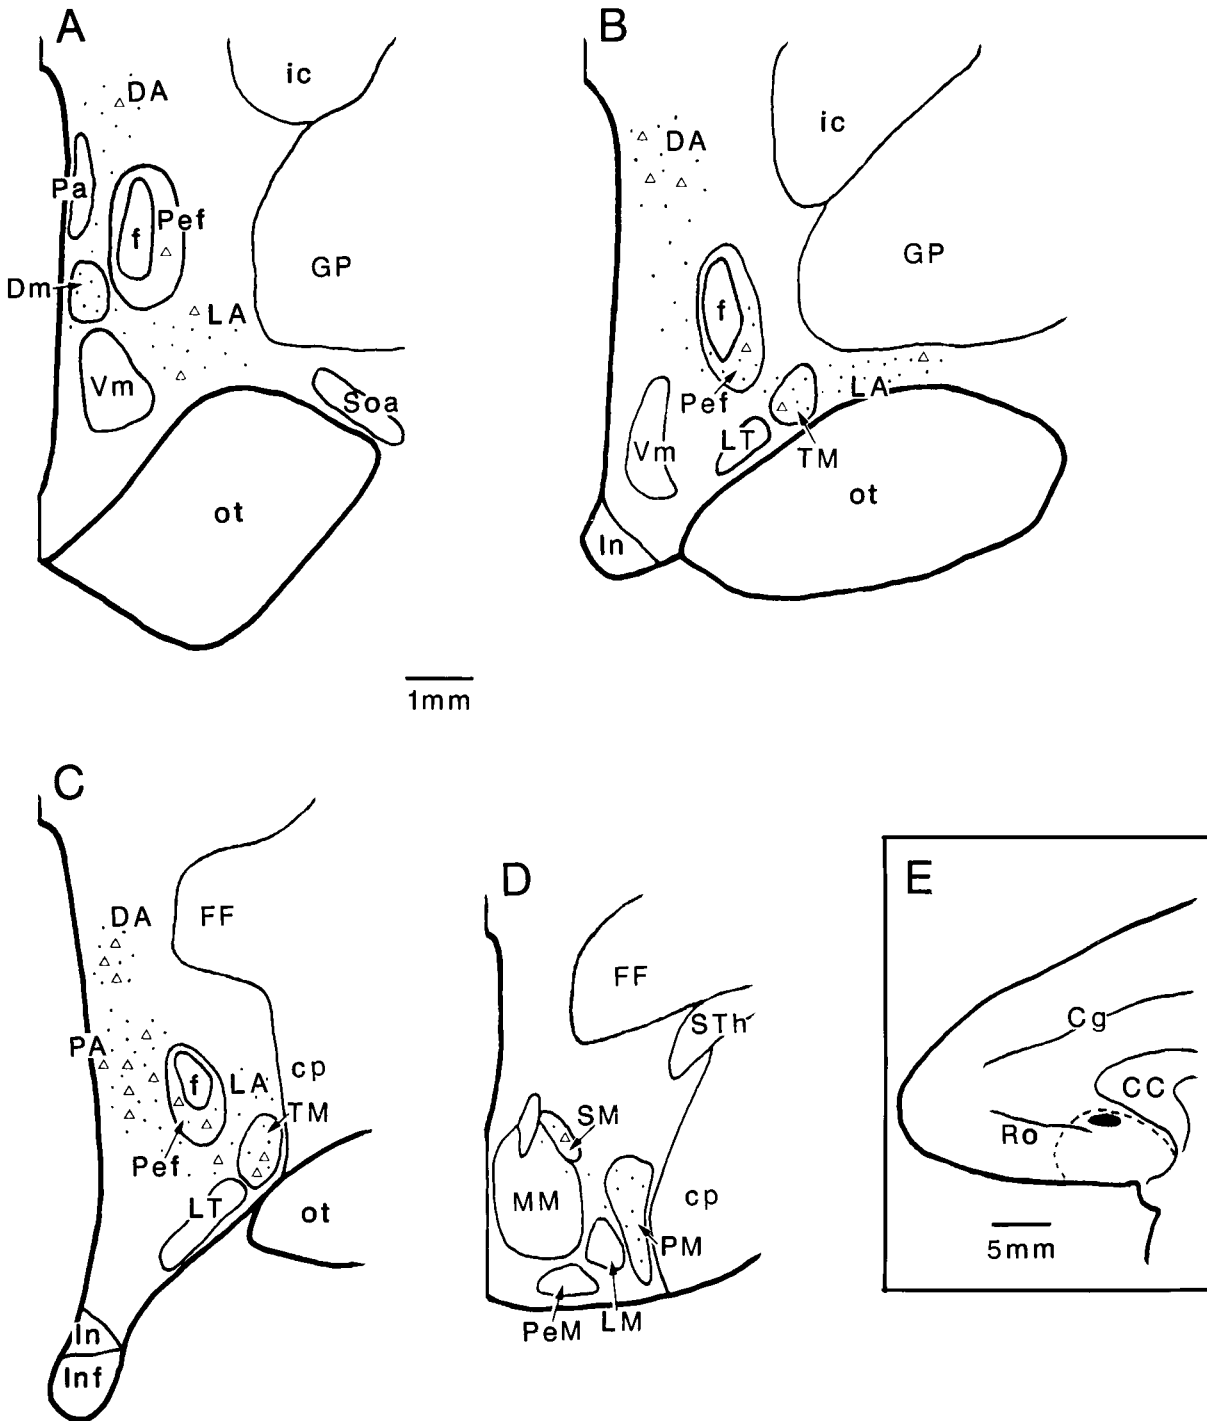 A
ic
DA
Pa
Pef
f
Dm
GP
LA
Vm
Soa
ot
B
ic
DA
GP
f
Pef
LA
LT
TM
Vm
ot
In
1mm
C
DA
FF
PA
f
LA
cp
TM
Pef
LT
ot
In
Inf
D
FF
STh
SM
MM
cp
PM
LM
PeM
E
Cg
CC
Ro
5mm